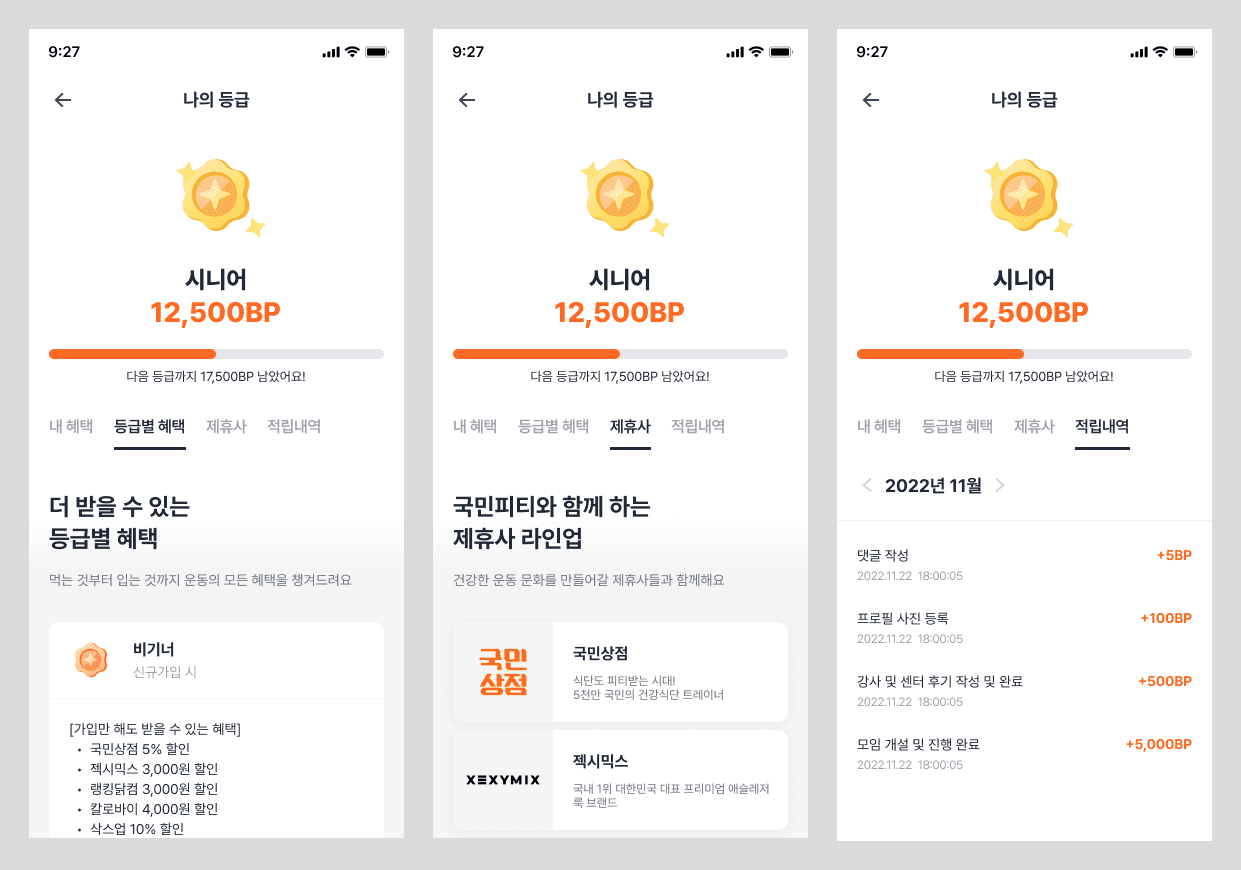 9:27
나의 등급
시니어
12,500BP
다음 등급까지 17,500BP 남았어요!
내 혜택 등급별 혜택 제휴사 적립내역
더 받을 수 있는
등급별 혜택
먹는 것부터 입는 것까지 운동의 모든 혜택을 챙겨드려요
비기너
신규가입 시
[가입만 해도 받을 수 있는 혜택]
• 국민상점 5% 할인
• 젝시믹스 3,000원 할인
• 랭킹닭컴 3,000원 할인
• 칼로바이 4,000원 할인
• 삭스업 10% 할인
9:27
나의 등급
시니어
12,500BP
다음 등급까지 17,500BP 남았어요!
내 혜택 등급별 혜택 제휴사 적립내역
국민피티와 함께 하는
제휴사 라인업
건강한 운동 문화를 만들어갈 제휴사들과 함께해요
국민
상점
국민상점
식단도 피티받는 시대!
5천만 국민의 건강식단 트레이너
XEXYMIX
젝시믹스
국내 1위 대한민국 대표 프리미엄 애슬레저
룩 브랜드
9:27
나의 등급
시니어
12,500BP
다음 등급까지 17,500BP 남았어요!
내 혜택 등급별 혜택 제휴사 적립내역
2022년 11월
댓글 작성 +5BP
2022.11.22 18:00:05
프로필 사진 등록 +100BP
2022.11.22 18:00:05
강사 및 센터 후기 작성 및 완료 +500BP
2022.11.22 18:00:05
모임 개설 및 진행 완료 +5,000BP
2022.11.22 18:00:05